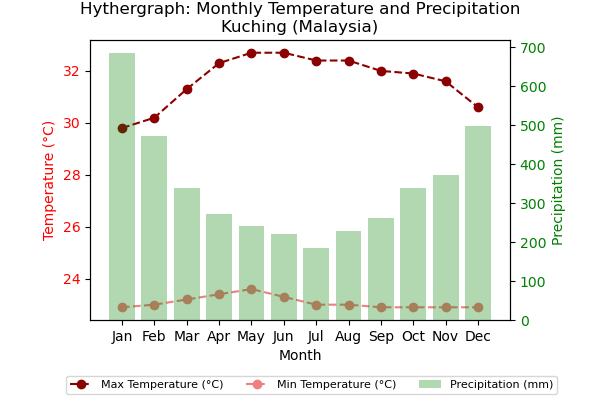 Hythergraph: Monthly Temperature and Precipitation
Kuching (Malaysia)
Temperature (°C)
32
30
28
26
24
Precipitation (mm)
700
600
500
400
300
200
100
0
Jan Feb Mar Apr May Jun Jul Aug Sep Oct Nov Dec
Month
Max Temperature (°C) Min Temperature (°C) Precipitation (mm)